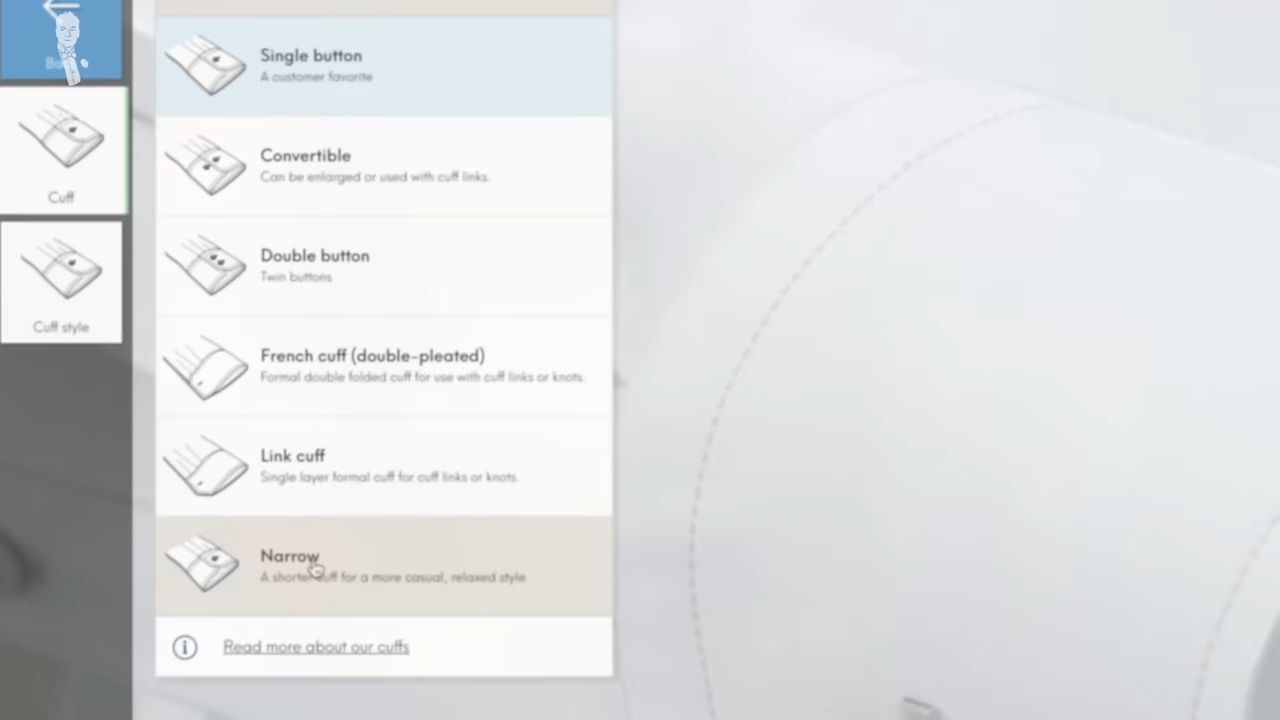 Single button
A customer favorite
Convertible
Can be enlarged or used with cuff links.
Cuff
Double button
Twin buttons
Cuff style
French cuff (double-pleated)
Formal double folded cuff for use with cuff links or knots.
Link cuff
Single layer formal cuff for cuff links or knots.
Narrow
A shorter cuff for a more casual, relaxed style.
Read more about our cuffs